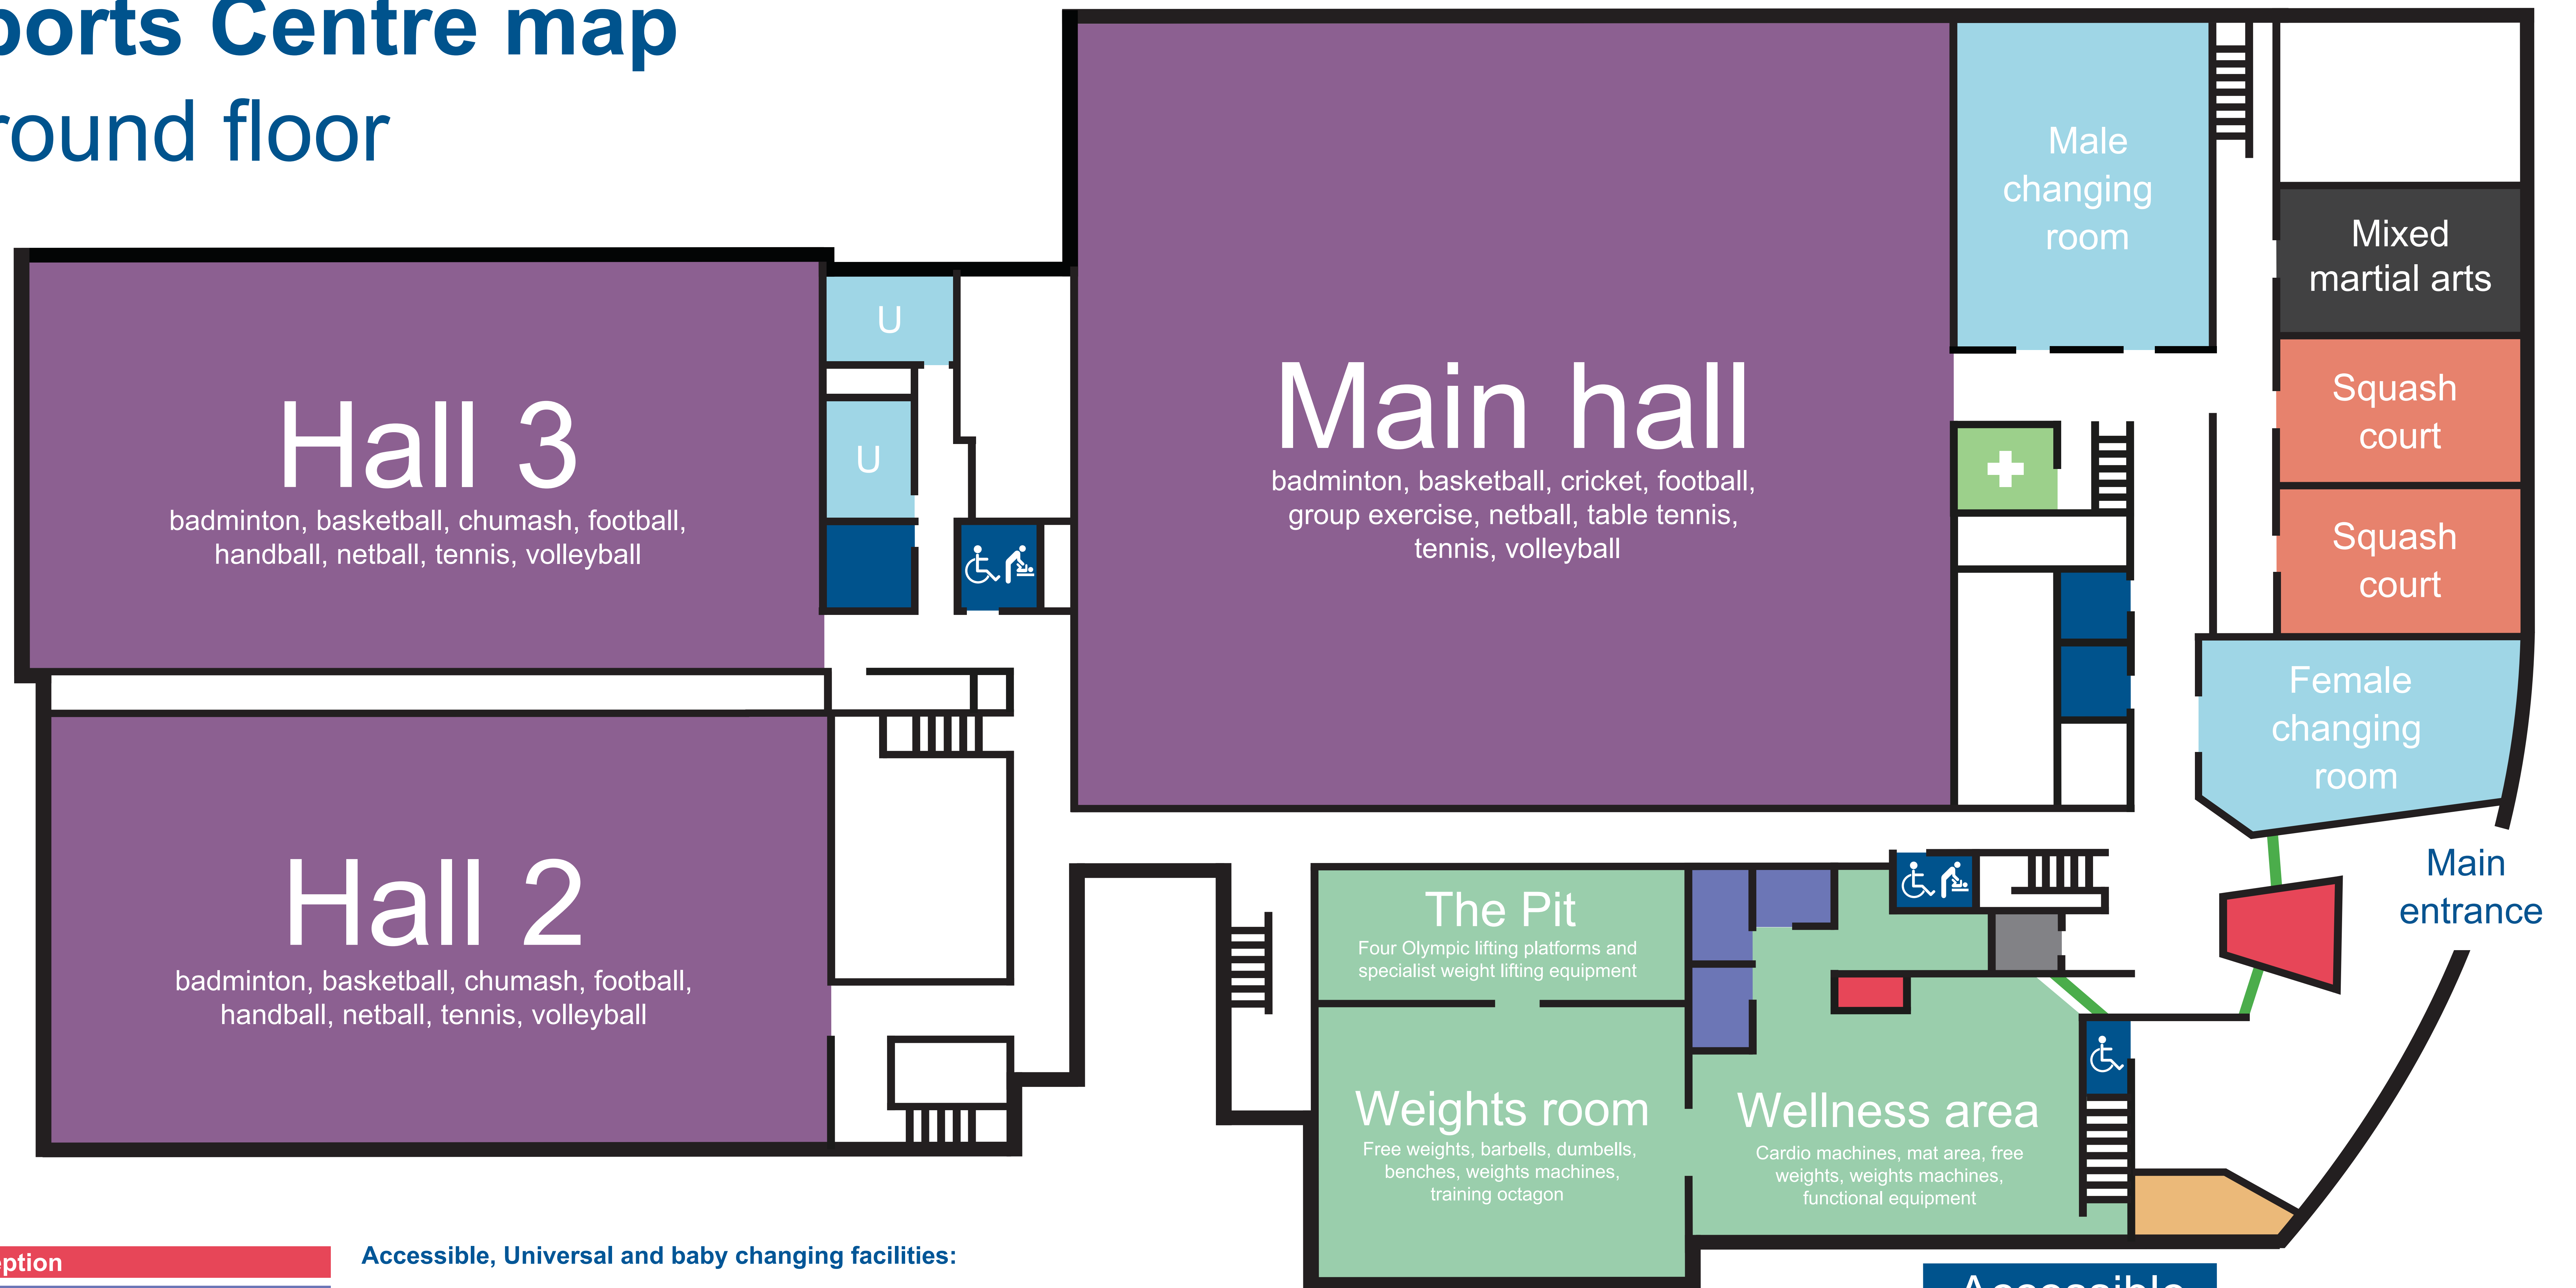 ports Centre map
round floor
Male
changing
room
Mixed
martial arts
Squash
court
Squash
court
Female
changing
room
Main
entrance
U
U
Hall 3
badminton, basketball, chumash, football,
handball, netball, tennis, volleyball
Main hall
badminton, basketball, cricket, football,
group exercise, netball, table tennis,
tennis, volleyball
Hall 2
badminton, basketball, chumash, football,
handball, netball, tennis, volleyball
The Pit
Four Olympic lifting platforms and
specialist weight lifting equipment
Weights room
Free weights, barbells, dumbells,
benches, weights machines,
training octagon
Wellness area
Cardio machines, mat area, free
weights, weights machines,
functional equipment
ption
Accessible, Universal and baby changing facilities:
Accessible